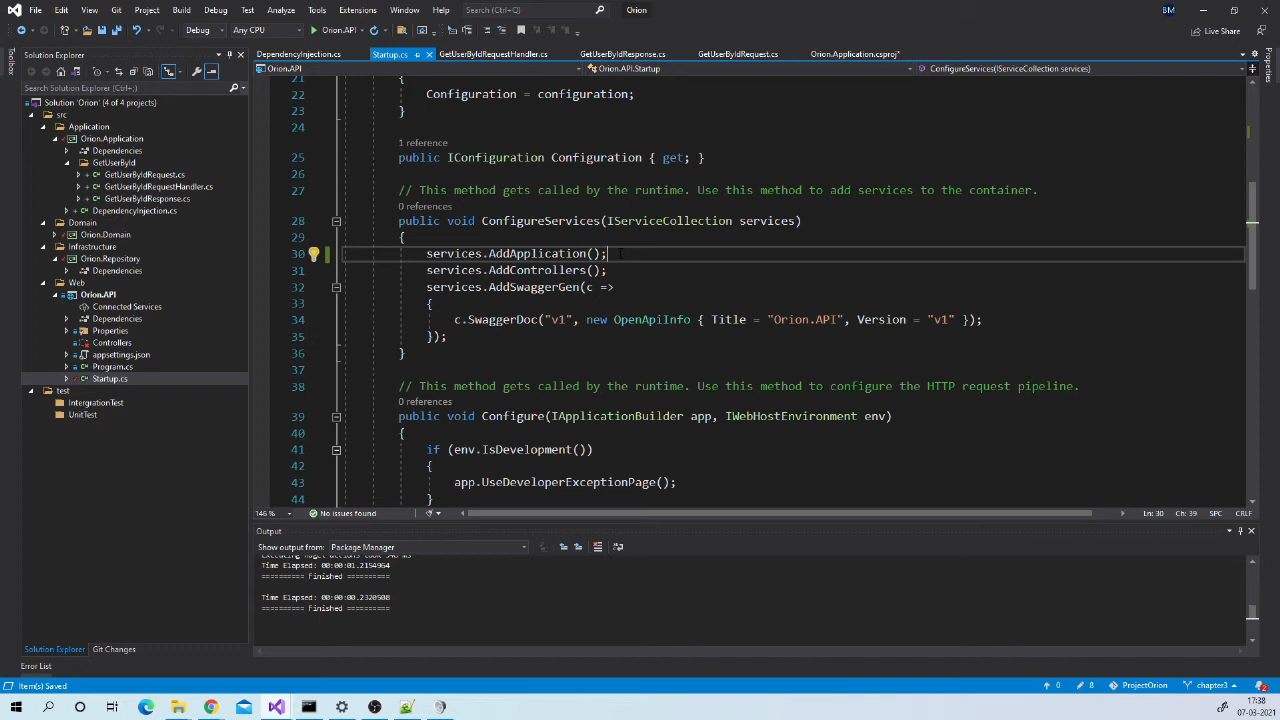 File Edit View Git Project Build Debug Test Analyze Tools Extensions Window Help Search (Ctrl+Q) Orion BM
Debug Any CPU Orion.API Live Share
Toolbox
Solution Explorer
Search Solution Explorer (Ctrl+;)
Solution 'Orion' (4 of 4 projects)
src
Application
Orion.Application
Dependencies
GetUserById
GetUserByIdRequest.cs
GetUserByIdRequestHandler.cs
GetUserByIdResponse.cs
DependencyInjection.cs
Domain
Orion.Domain
Infrastructure
Orion.Repository
Web
Orion.API
Connected Services
Dependencies
Properties
Controllers
appsettings.json
Program.cs
Startup.cs
test
IntergrationTest
UnitTest
Solution Explorer Git Changes
DependencyInjection.cs Startup.cs GetUserByIdRequestHandler.cs GetUserByIdResponse.cs GetUserByIdRequest.cs Orion.Application.csproj*
Orion.API Orion.API.Startup ConfigureServices(IServiceCollection services)
Properties
21 {
22 Configuration = configuration;
23 }
24
1 reference
25 public IConfiguration Configuration { get; }
26
27 // This method gets called by the runtime. Use this method to add services to the container.
0 references
28 public void ConfigureServices(IServiceCollection services)
29 {
30 services.AddApplication();
31 services.AddControllers();
32 services.AddSwaggerGen(c =>
33 {
34 c.SwaggerDoc("v1", new OpenApiInfo { Title = "Orion.API", Version = "v1" });
35 });
36 }
37
38 // This method gets called by the runtime. Use this method to configure the HTTP request pipeline.
0 references
39 public void Configure(IApplicationBuilder app, IWebHostEnvironment env)
40 {
41 if (env.IsDevelopment())
42 {
43 app.UseDeveloperExceptionPage();
44 }
146 % No issues found Ln: 30 Ch: 39 SPC CRLF
Output
Show output from: Package Manager
Time Elapsed: 00:00:01.2154964
========== Finished ==========
Time Elapsed: 00:00:00.2320508
========== Finished ==========
Error List
Item(s) Saved 0 8 ProjectOrion chapter3 2
17:38
07-03-2021